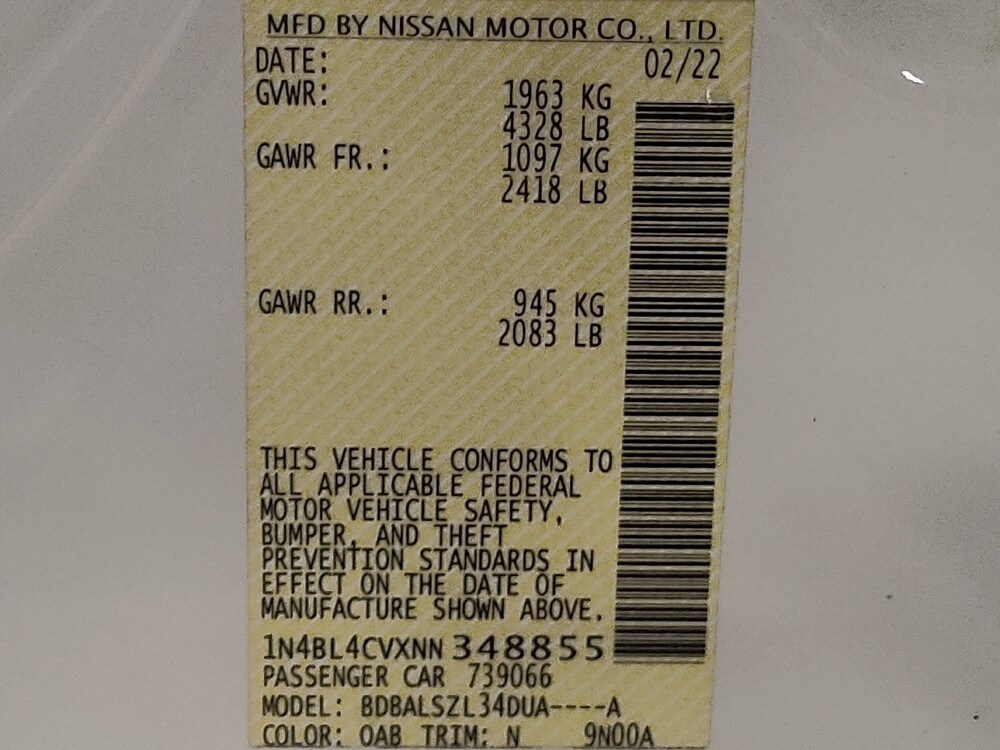 MFD BY NISSAN MOTOR CO., LTD.
DATE: 02/22
GVWR: 1963 KG
4328 LB
GAWR FR.: 1097 KG
2418 LB
GAWR RR.: 945 KG
2083 LB
THIS VEHICLE CONFORMS TO
ALL APPLICABLE FEDERAL
MOTOR VEHICLE SAFETY,
BUMPER, AND THEFT
PREVENTION STANDARDS IN
EFFECT ON THE DATE OF
MANUFACTURE SHOWN ABOVE.
1N4BL4CVXNN348855
PASSENGER CAR 739066
MODEL: BDBALSZL34DUA----A
COLOR: QAB TRIM: N 9N00A